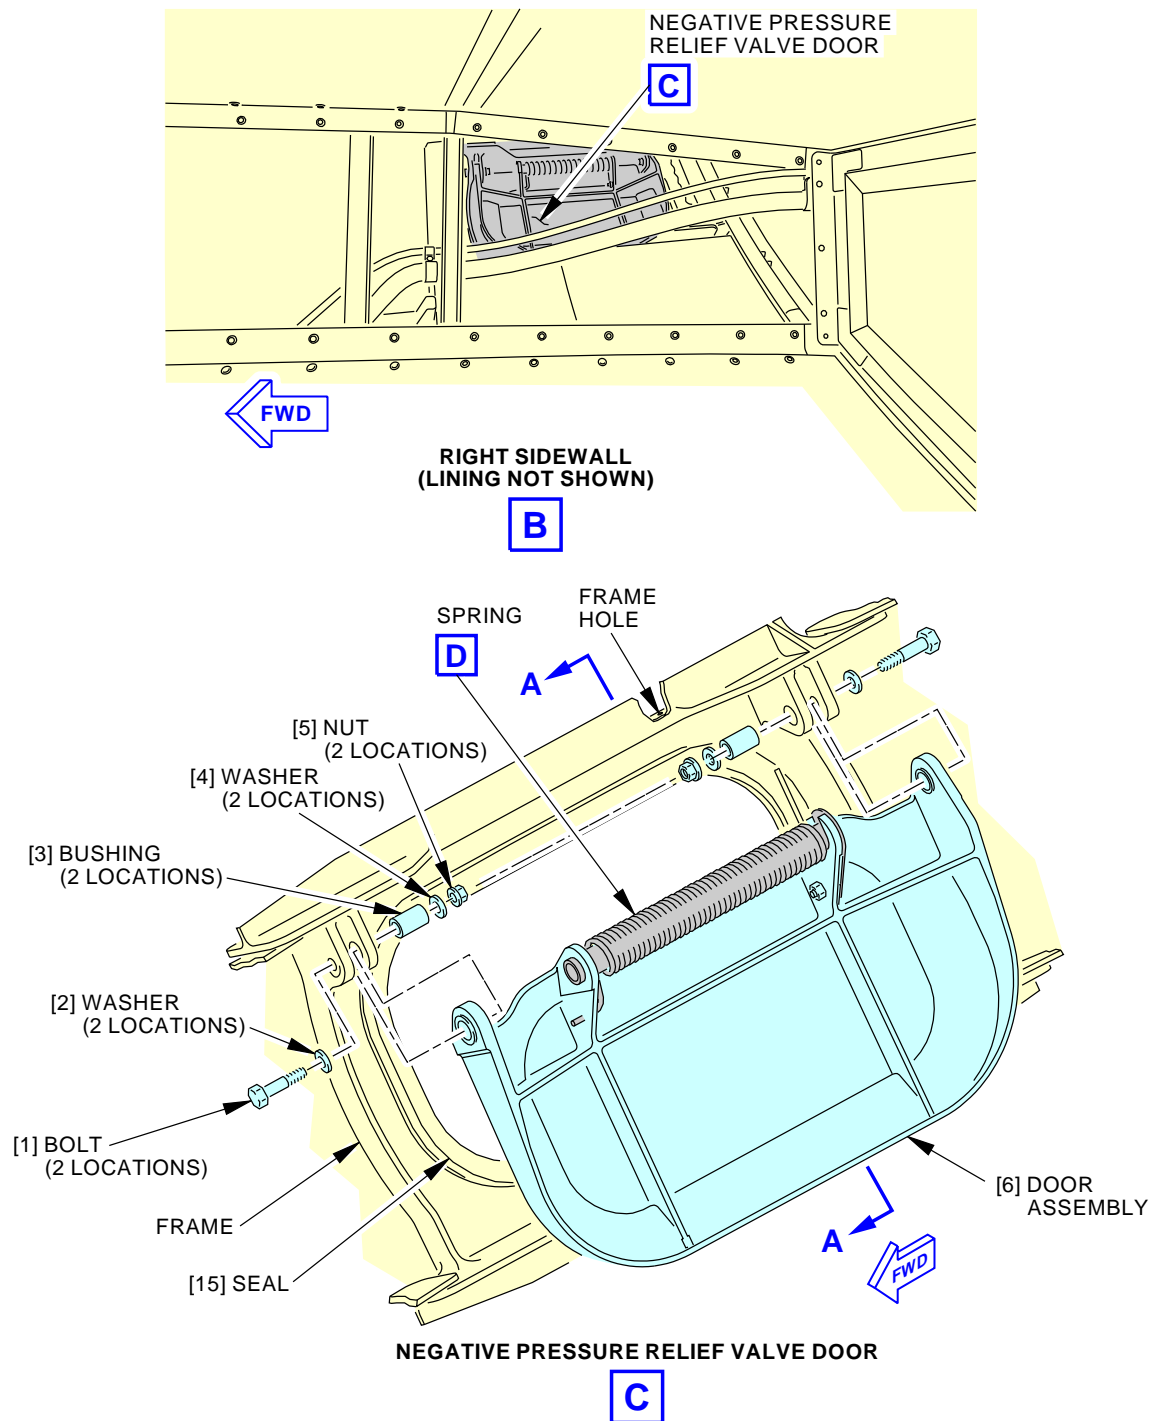 NEGATIVE PRESSURE
RELIEF VALVE DOOR
C
FWD
RIGHT SIDEWALL
(LINING NOT SHOWN)
B
SPRING
D
FRAME
HOLE
A
[5] NUT
(2 LOCATIONS)
[4] WASHER
(2 LOCATIONS)
[3] BUSHING
(2 LOCATIONS)
[2] WASHER
(2 LOCATIONS)
[1] BOLT
(2 LOCATIONS)
FRAME
[15] SEAL
[6] DOOR
ASSEMBLY
A
FWD
NEGATIVE PRESSURE RELIEF VALVE DOOR
C